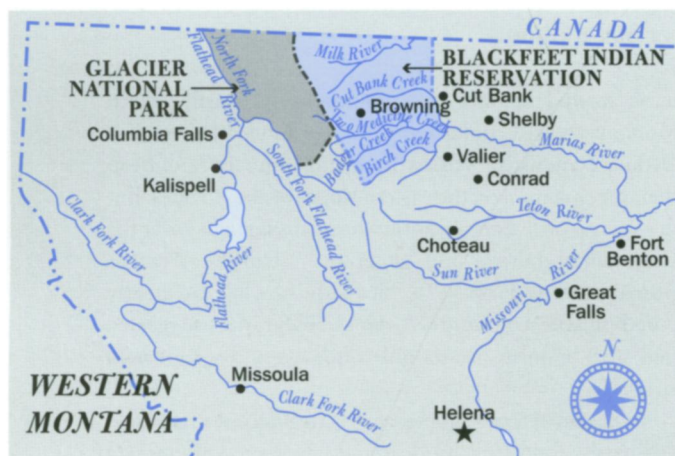 CANADA
GLACIER
NATIONAL
PARK
North Fork
Flathead River
Milk River
BLACKFEET INDIAN
RESERVATION
Cut Bank Creek
Cut Bank
Browning
Two Medicine Creek
Shelby
Columbia Falls
Badger Creek
Birch Creek
Valier
Marias River
Kalispell
South Fork Flathead River
Conrad
Clark Fork River
Teton River
Choteau
Fort
Benton
Flathead River
Sun River
Missouri River
Great
Falls
WESTERN
MONTANA
Missoula
Clark Fork River
Helena
N